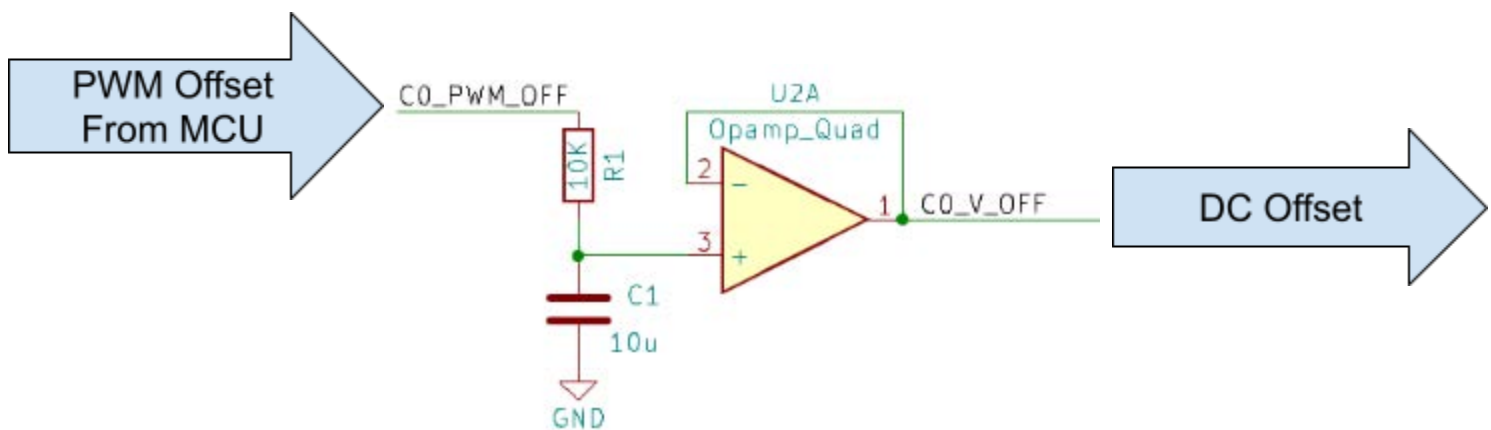 PWM Offset
From MCU
C0_PWM_OFF
10K
R1
U2A
Opamp_Quad
2
-
3
+
1
C0_V_OFF
DC Offset
C1
10u
GND